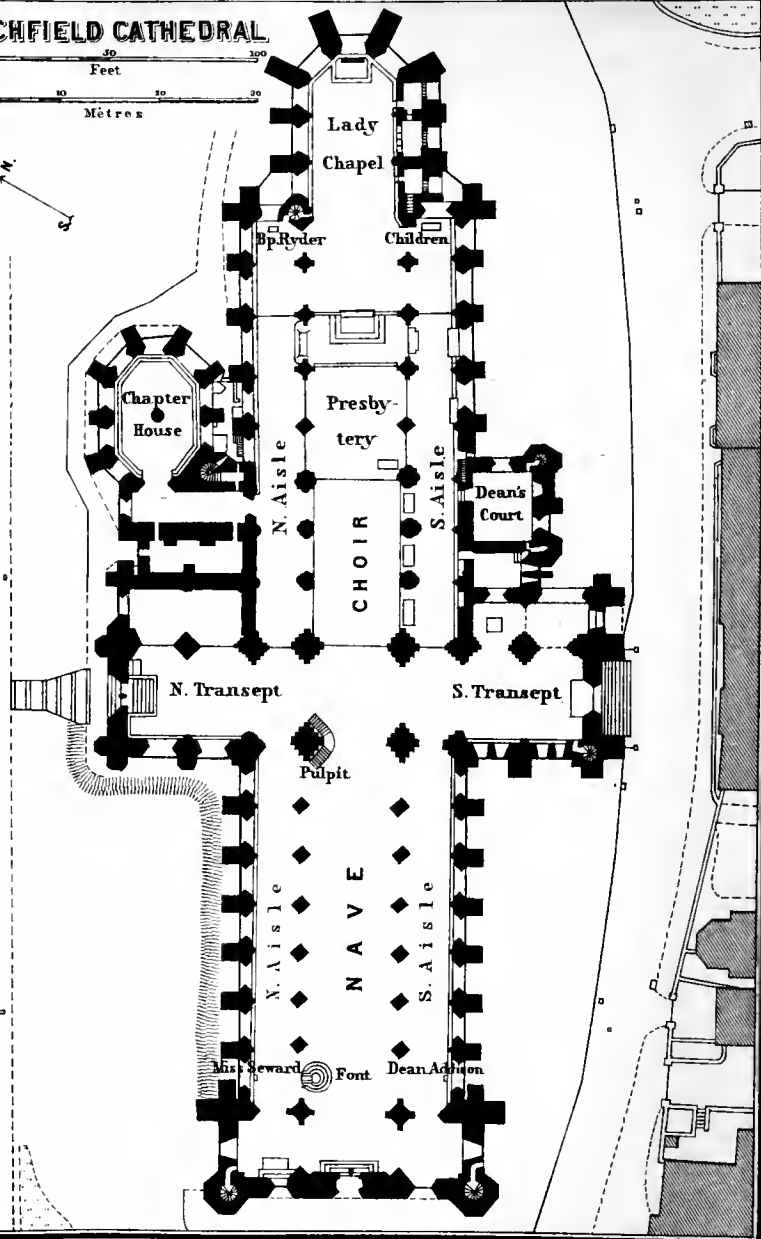 CHFIELD CATHEDRAL
50 100
Feet
10 20 30
Mètres
N.
S.
Lady
Chapel
Bp. Ryder
Children
Chapter
House
Presby-
tery
N. Aisle
S. Aisle
Dean's
Court
CHOIR
N. Transept
S. Transept
Pulpit
NAVE
N. Aisle
S. Aisle
Miss Seward
Font
Dean Addison